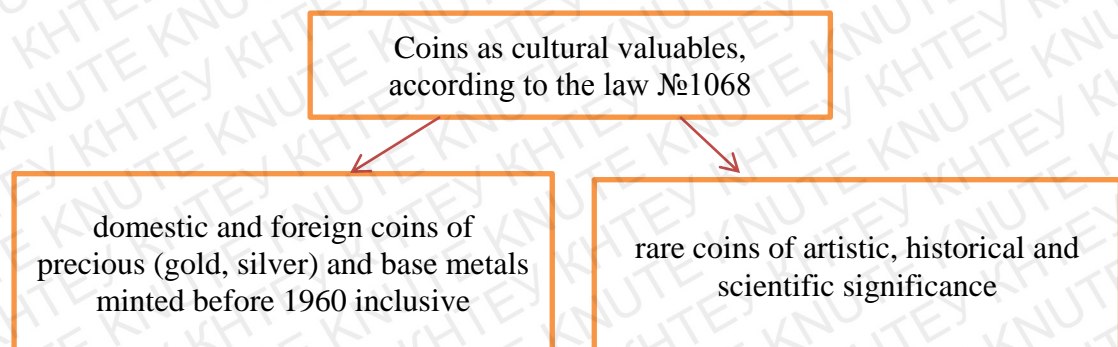 Coins as cultural valuables,
according to the law №1068
domestic and foreign coins of
precious (gold, silver) and base metals
minted before 1960 inclusive
rare coins of artistic, historical and
scientific significance